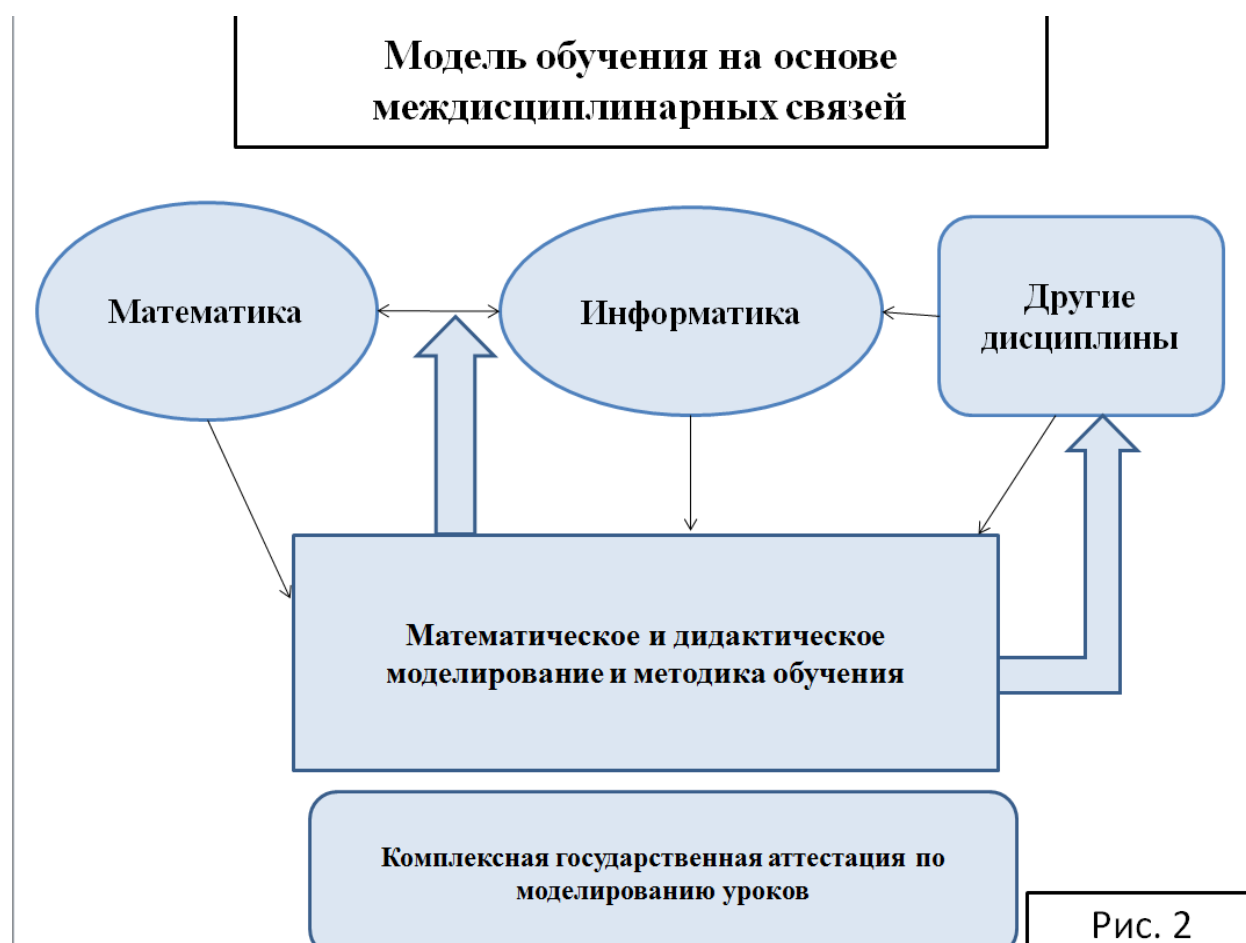 Модель обучения на основе
междисциплинарных связей
Математика
Информатика
Другие
дисциплины
Математическое и дидактическое
моделирование и методика обучения
Комплексная государственная аттестация по
моделированию уроков
Рис. 2